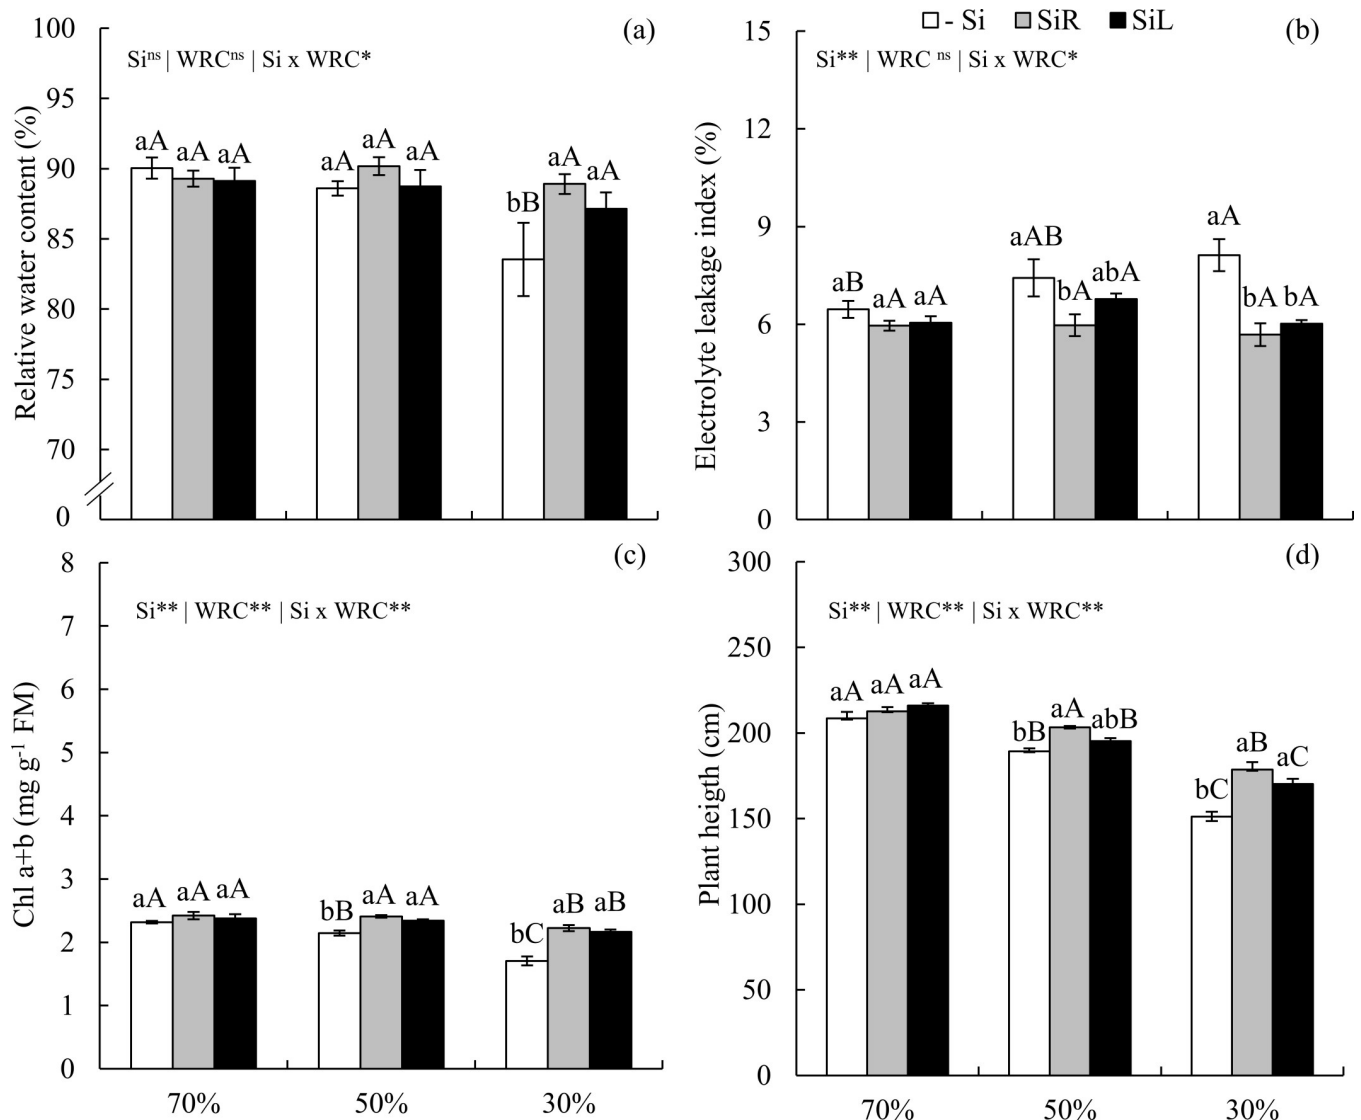 - Si SiR SiL
(a)
Si^ns | WRC^ns | Si x WRC*
Relative water content (%)
100
95
90
85
80
75
70
0
aA aA aA
aA aA aA
bB aA aA
(b)
Si** | WRC ^ns | Si x WRC*
Electrolyte leakage index (%)
15
12
9
6
3
0
aB aA aA
aAB bA abA
aA bA bA
(c)
Si** | WRC** | Si x WRC**
Chl a+b (mg g^-1 FM)
8
7
6
5
4
3
2
1
0
aA aA aA
bB aA aA
bC aB aB
70% 50% 30%
(d)
Si** | WRC** | Si x WRC**
Plant heigth (cm)
300
250
200
150
100
50
0
aA aA aA
bB aA abB
bC aB aC
70% 50% 30%